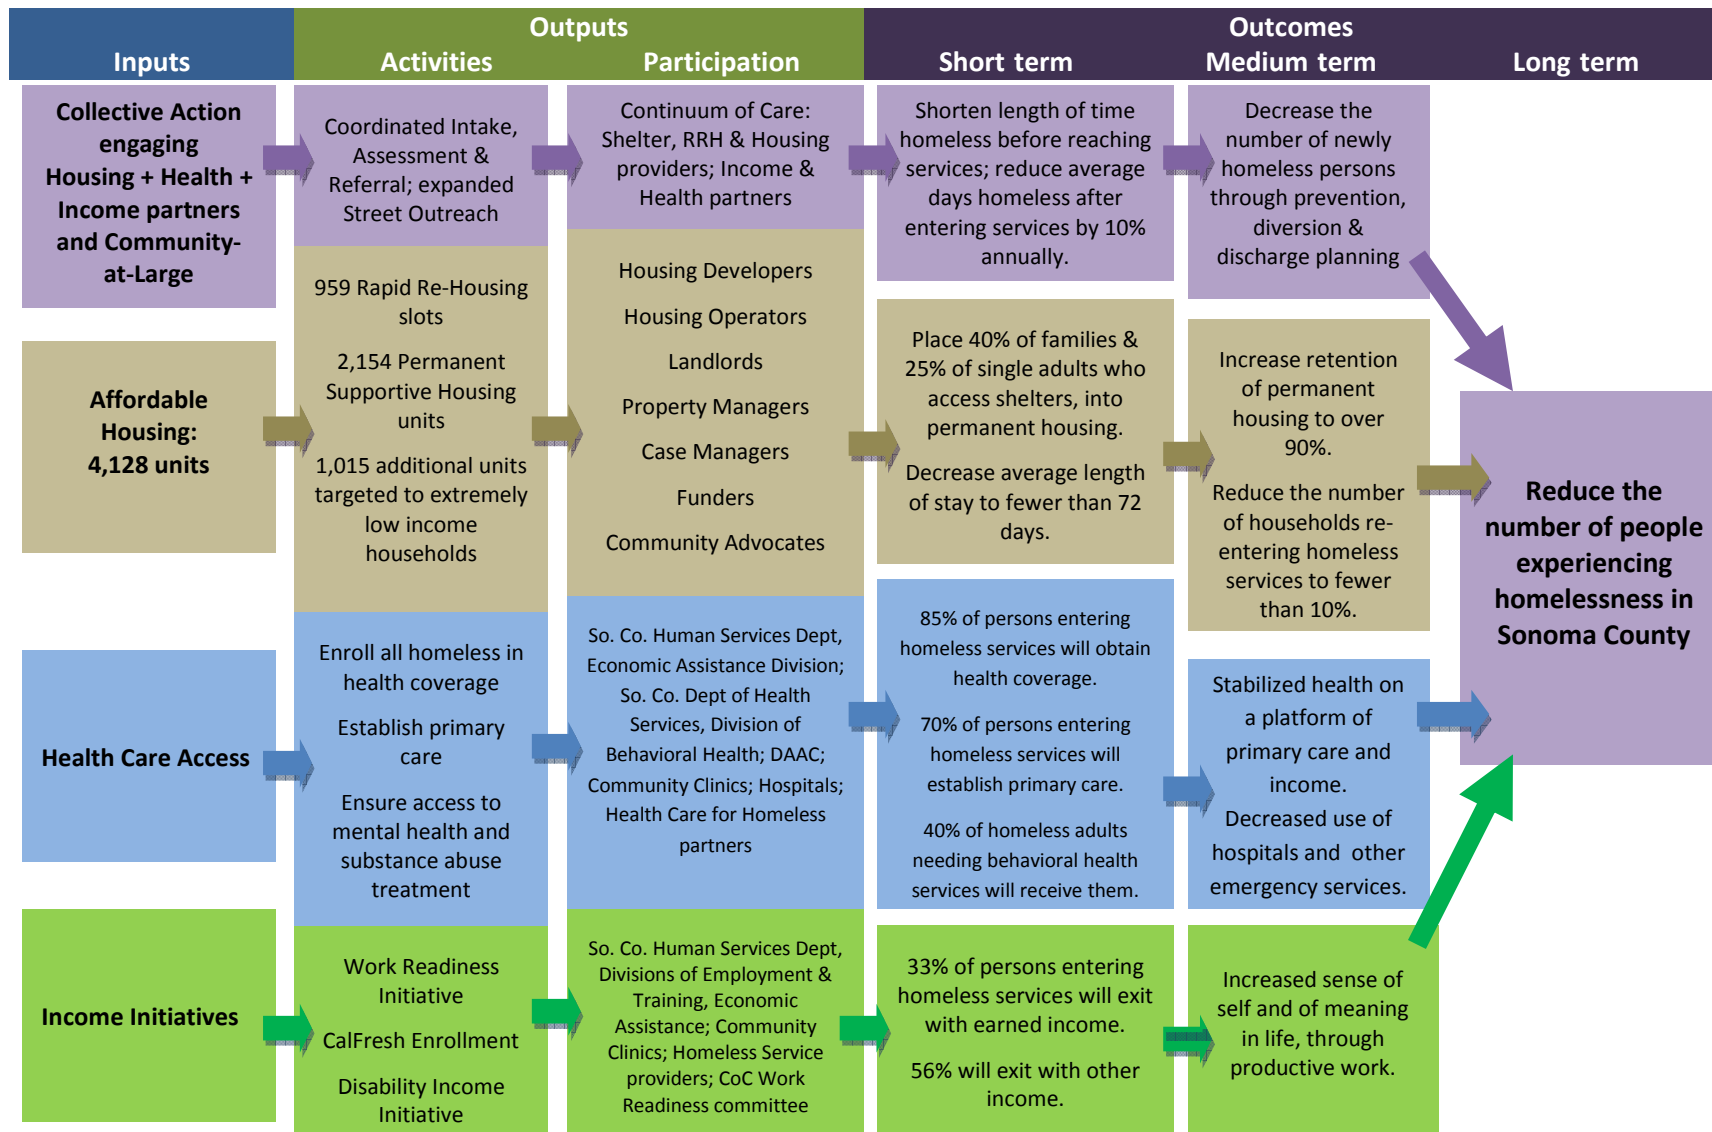 Outputs
Outcomes
Inputs
Activities
Participation
Short term
Medium term
Long term
Collective Action
engaging
Housing + Health +
Income partners
and Community-
at-Large
Coordinated Intake,
Assessment &
Referral; expanded
Street Outreach
Continuum of Care:
Shelter, RRH & Housing
providers; Income &
Health partners
Shorten length of time
homeless before reaching
services; reduce average
days homeless after
entering services by 10%
annually.
Decrease the
number of newly
homeless persons
through prevention,
diversion &
discharge planning
Affordable
Housing:
4,128 units
959 Rapid Re-Housing
slots
2,154 Permanent
Supportive Housing
units
1,015 additional units
targeted to extremely
low income
households
Housing Developers
Housing Operators
Landlords
Property Managers
Case Managers
Funders
Community Advocates
Place 40% of families &
25% of single adults who
access shelters, into
permanent housing.
Decrease average length
of stay to fewer than 72
days.
Increase retention
of permanent
housing to over
90%.
Reduce the number
of households re-
entering homeless
services to fewer
than 10%.
Reduce the
number of people
experiencing
homelessness in
Sonoma County
Health Care Access
Enroll all homeless in
health coverage
Establish primary
care
Ensure access to
mental health and
substance abuse
treatment
So. Co. Human Services Dept,
Economic Assistance Division;
So. Co. Dept of Health
Services, Division of
Behavioral Health; DAAC;
Community Clinics; Hospitals;
Health Care for Homeless
partners
85% of persons entering
homeless services will obtain
health coverage.
70% of persons entering
homeless services will
establish primary care.
40% of homeless adults
needing behavioral health
services will receive them.
Stabilized health on
a platform of
primary care and
income.
Decreased use of
hospitals and other
emergency services.
Income Initiatives
Work Readiness
Initiative
CalFresh Enrollment
Disability Income
Initiative
So. Co. Human Services Dept,
Divisions of Employment &
Training, Economic
Assistance; Community
Clinics; Homeless Service
providers; CoC Work
Readiness committee
33% of persons entering
homeless services will exit
with earned income.
56% will exit with other
income.
Increased sense of
self and of meaning
in life, through
productive work.